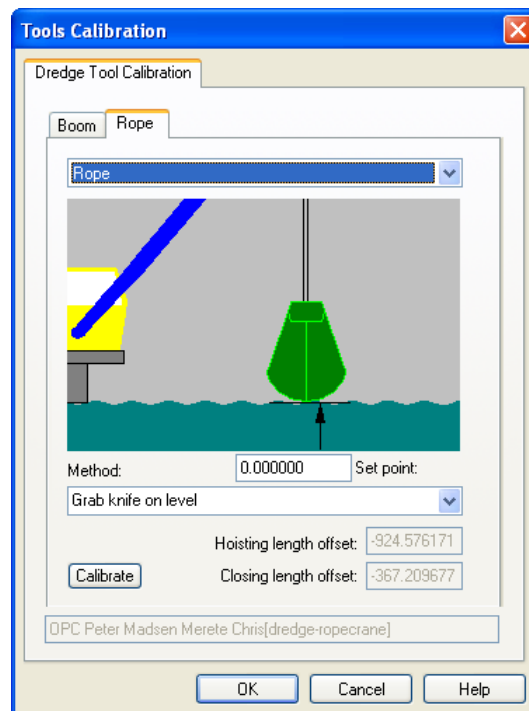 Tools Calibration
Dredge Tool Calibration
Boom Rope
Rope
Method: 0.000000 Set point:
Grab knife on level
Hoisting length offset: -924.576171
Calibrate Closing length offset: -367.209677
OPC Peter Madsen Merete Chris[dredge-ropecrane]
OK Cancel Help